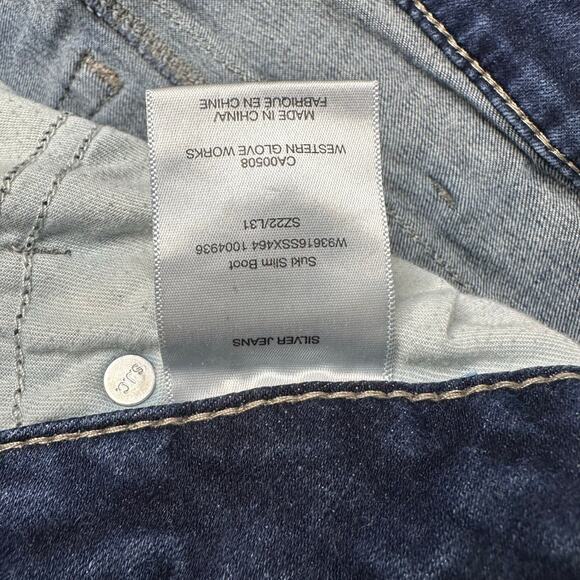 SILVER JEANS
Suki Slim Boot
W93616SSX464 1004936
SZ22/L31
WESTERN GLOVE WORKS
CA00508
MADE IN CHINA/
FABRIQUE EN CHINE
S.J.C.